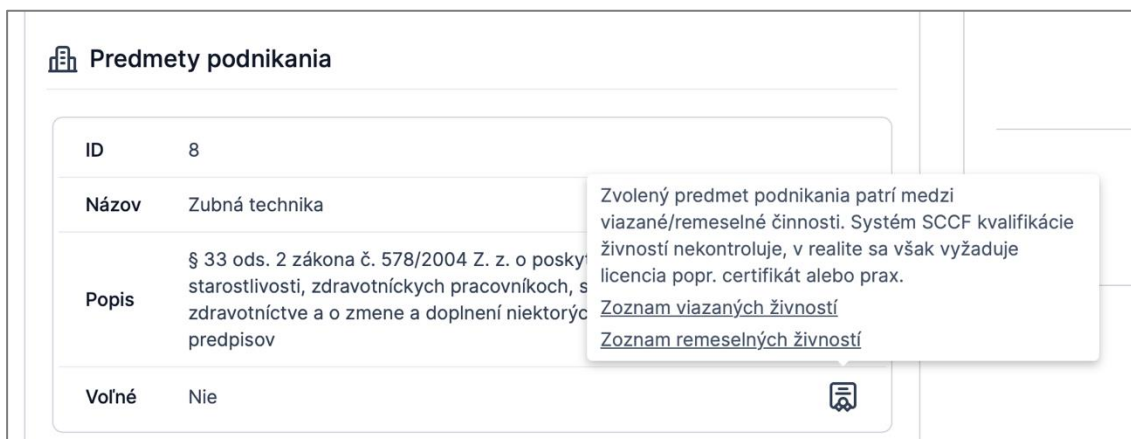 Predmety podnikania
ID 8
Názov Zubná technika
Popis § 33 ods. 2 zákona č. 578/2004 Z. z. o
starostlivosti, zdravotníckych pracovníkoch,
zdravotníctve a o zmene a doplnení
predpisov
Voľné Nie
Zvolený predmet podnikania patrí medzi
viazané/remeselné činnosti. Systém SCCF kvalifikácie
živností nekontroluje, v realite sa však vyžaduje
licencia popr. certifikát alebo prax.
Zoznam viazaných živností
Zoznam remeselných živností